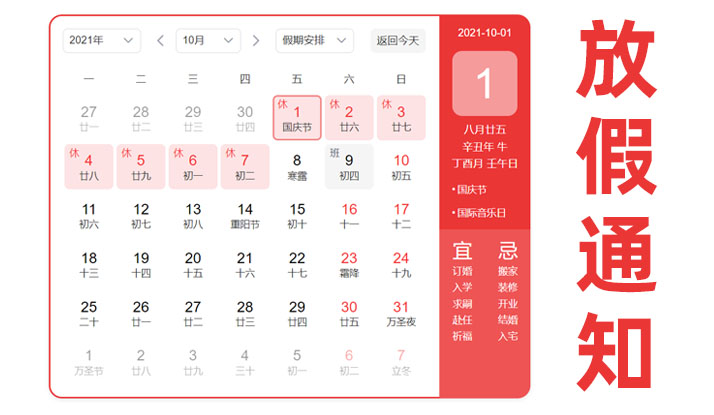 2021年 10月 假期安排 返回今天
一 二 三 四 五 六 日
27 28 29 30 休 1 休 2 休 3
廿一 廿二 廿三 廿四 国庆节 廿六 廿七
休 4 休 5 休 6 休 7 8 班 9 10
廿八 廿九 初一 初二 寒露 初四 初五
11 12 13 14 15 16 17
初六 初七 初八 重阳节 初十 十一 十二
18 19 20 21 22 23 24
十三 十四 十五 十六 十七 霜降 十九
25 26 27 28 29 30 31
二十 廿一 廿二 廿三 廿四 廿五 万圣夜
1 2 3 4 5 6 7
万圣节 廿八 廿九 三十 初一 初二 立冬
2021-10-01
1
八月廿五
辛丑年 牛
丁酉月 壬午日
• 国庆节
• 国际音乐日
宜 忌
订婚 搬家
入学 装修
求嗣 开业
赴任 结婚
祈福 入宅
放假通知